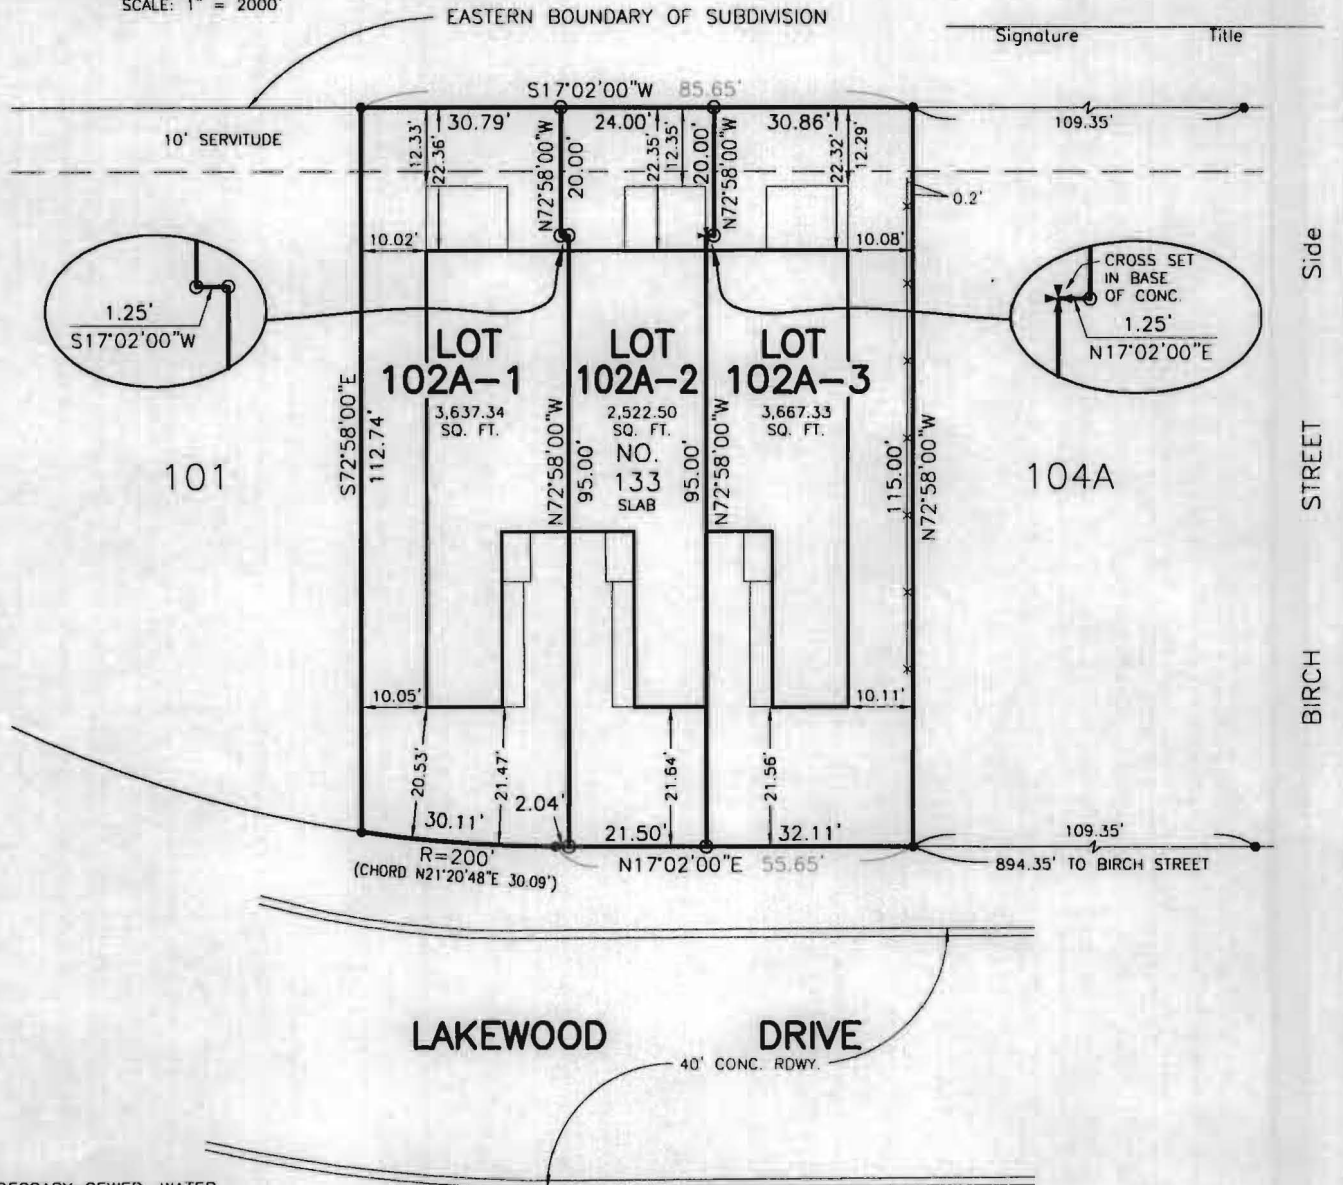 SCALE: 1" = 2000'
EASTERN BOUNDARY OF SUBDIVISION
Signature Title
S17°02'00"W 85.65'
10' SERVITUDE
12.33'
22.36'
30.79'
N72°58'00"W
20.00'
24.00'
22.35'
12.35'
20.00'
N72°58'00"W
30.86'
22.32'
12.29'
109.35'
0.2'
10.02'
10.08'
1.25'
S17°02'00"W
CROSS SET
IN BASE
OF CONC.
1.25'
N17°02'00"E
LOT
102A-1
3,637.34
SQ. FT.
LOT
102A-2
2,522.50
SQ. FT.
NO.
133
SLAB
LOT
102A-3
3,667.33
SQ. FT.
101
S72°58'00"E
112.74'
N72°58'00"W
95.00'
95.00'
N72°58'00"W
115.00'
N72°58'00"W
104A
Side
STREET
BIRCH
10.05'
10.11'
20.53'
21.47'
21.64'
21.56'
30.11'
2.04'
21.50'
32.11'
R=200'
(CHORD N21°20'48"E 30.09')
N17°02'00"E 55.65'
109.35'
894.35' TO BIRCH STREET
LAKEWOOD DRIVE
40' CONC. RDWY.
SEWER, WATER